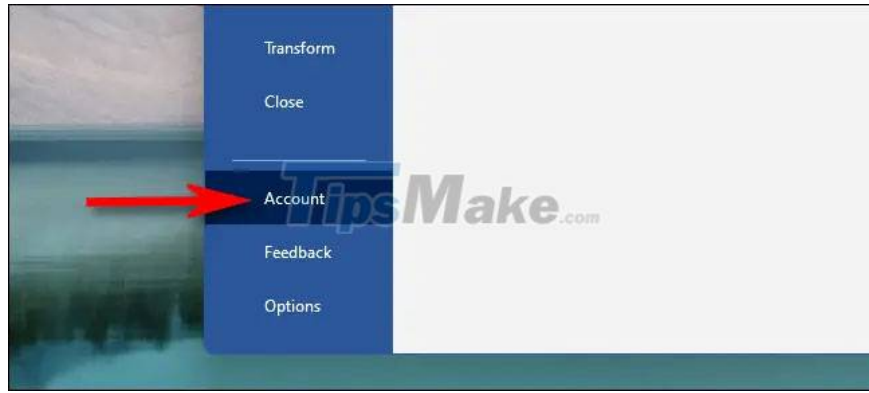 Transform
Close
Account
TipsMake.com
Feedback
Options